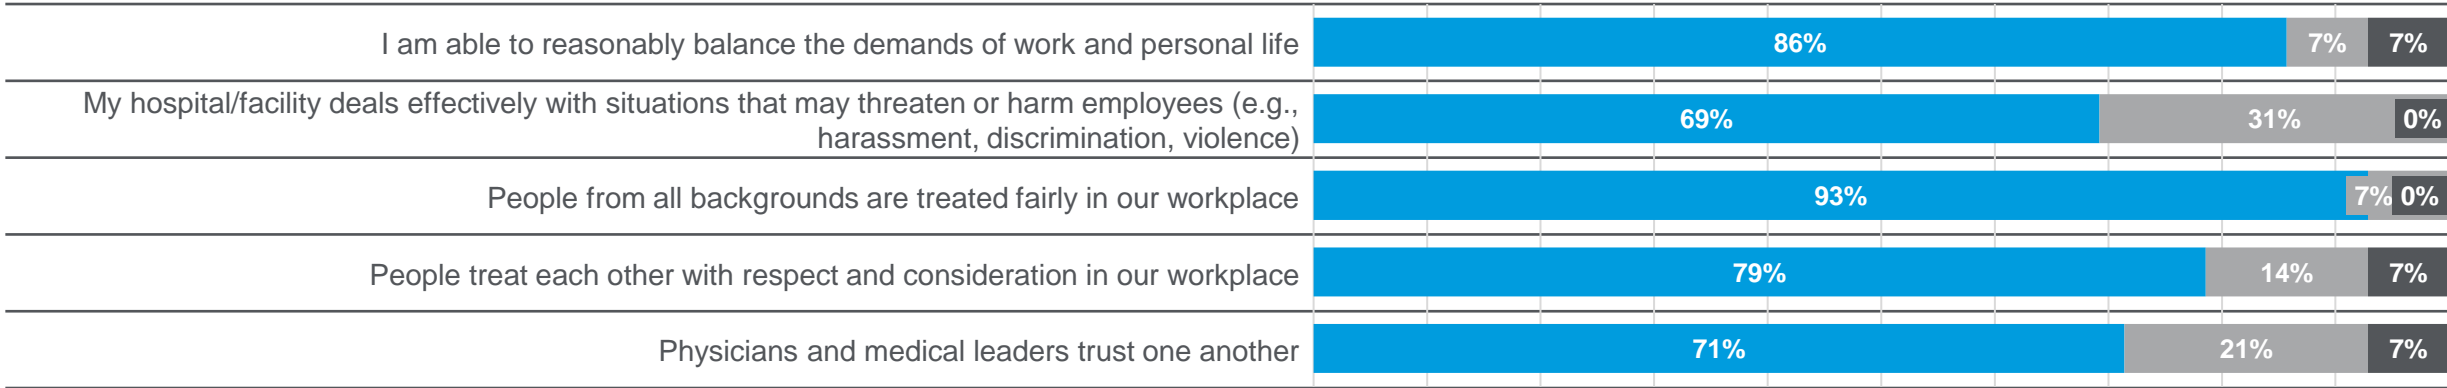 I am able to reasonably balance the demands of work and personal life 86% 7% 7%
My hospital/facility deals effectively with situations that may threaten or harm employees (e.g.,
harassment, discrimination, violence) 69% 31% 0%
People from all backgrounds are treated fairly in our workplace 93% 7% 0%
People treat each other with respect and consideration in our workplace 79% 14% 7%
Physicians and medical leaders trust one another 71% 21% 7%